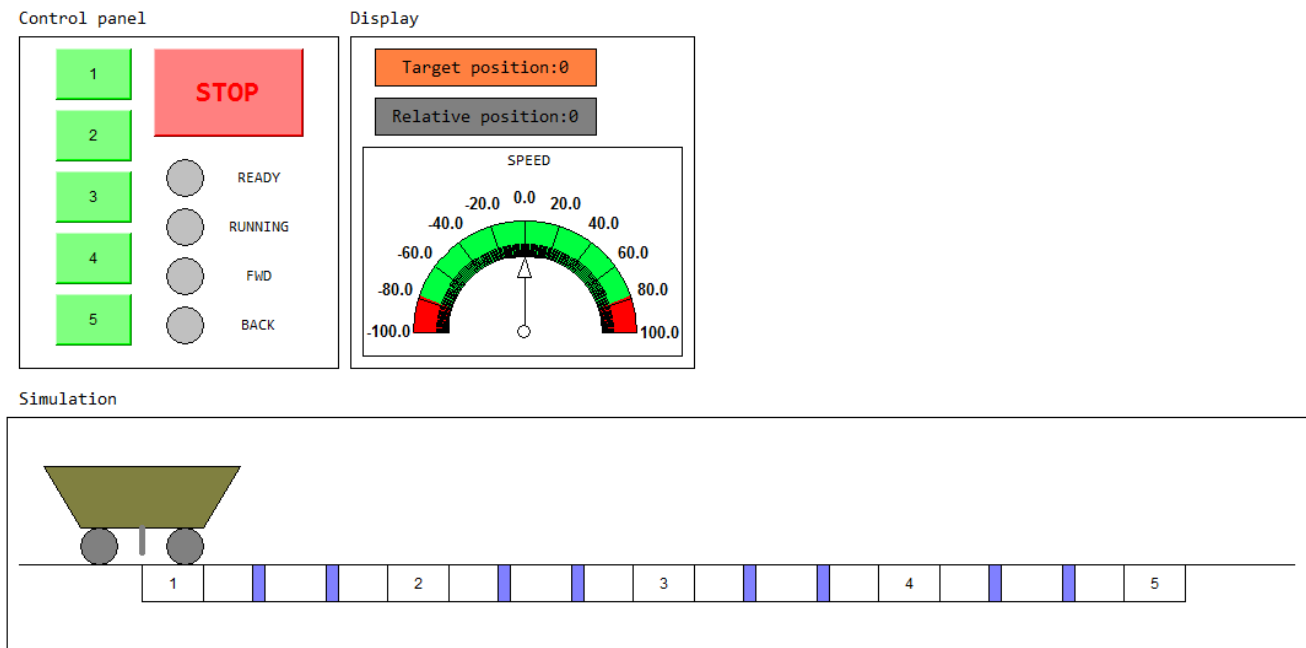 Control panel
Display
1
2
3
4
5
STOP
READY
RUNNING
FWD
BACK
Target position:0
Relative position:0
SPEED
-100.0
-80.0
-60.0
-40.0
-20.0
0.0
20.0
40.0
60.0
80.0
100.0
Simulation
1
2
3
4
5